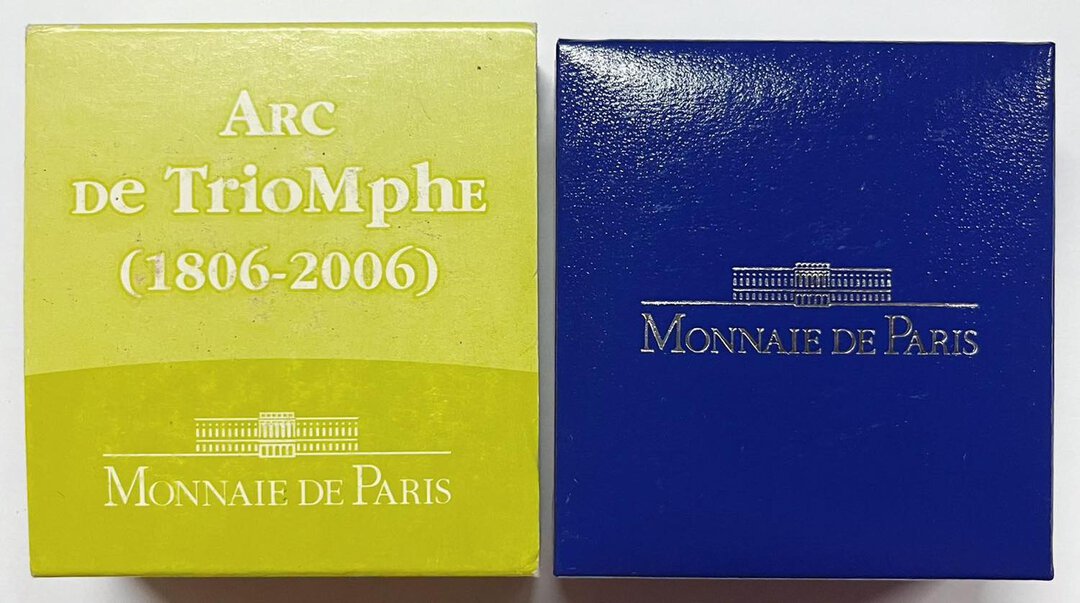 ARC
De TrioMphE
(1806-2006)
MONNAIE DE PARIS
MONNAIE DE PARIS